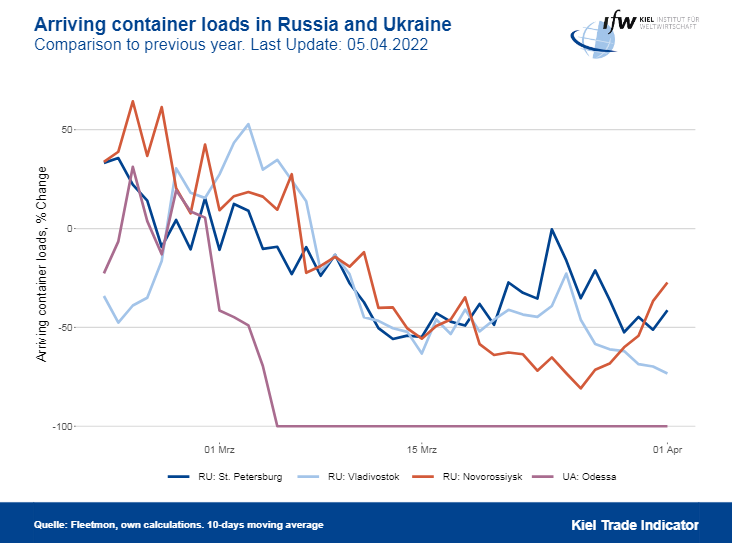 Arriving container loads in Russia and Ukraine
Comparison to previous year. Last Update: 05.04.2022
ifw KIEL INSTITUT FÜR
WELTWIRTSCHAFT
Arriving container loads, % Change
50
0
-50
-100
01 Mrz
15 Mrz
01 Apr
RU: St. Petersburg
RU: Vladivostok
RU: Novorossiysk
UA: Odessa
Quelle: Fleetmon, own calculations. 10-days moving average
Kiel Trade Indicator